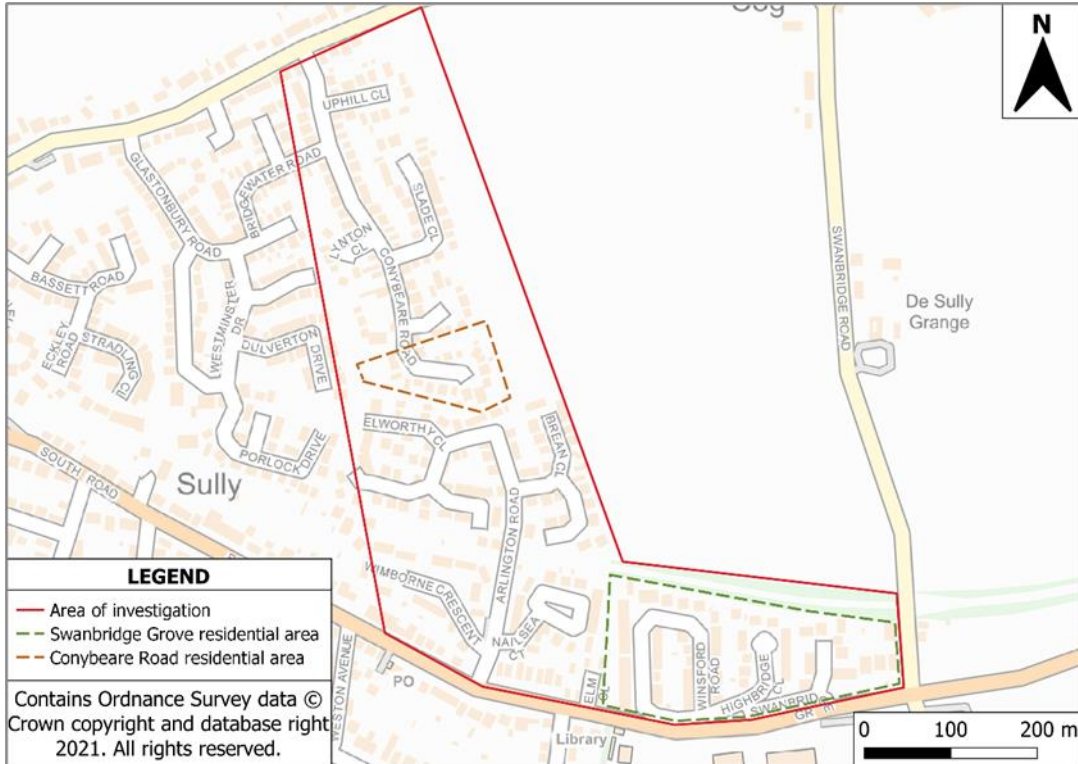 Cog
N
UPHILL CL
GLASTONBURY ROAD
BRIDGEWATER ROAD
SLADE CL
LYNTON
CL
CONYBEARE ROAD
SWANBRIDGE ROAD
BASSETT ROAD
ECKLEY
ROAD
STRADLING
CL
WESTMINSTER
DR
DULVERTON
DRIVE
De Sully
Grange
ELWORTHY CL
BREAN CL
PORLOCK DRIVE
SOUTH ROAD
Sully
ARLINGTON ROAD
WIMBORNE CRESCENT
NAILSEA
CT
ELM
CL
WINSFORD
ROAD
HIGHBRIDGE
CL
SWANBRIDGE
GR
WESTON AVENUE
PO
Library
LEGEND
Area of investigation
Swanbridge Grove residential area
Conybeare Road residential area
Contains Ordnance Survey data ©
Crown copyright and database right
2021. All rights reserved.
0 100 200 m